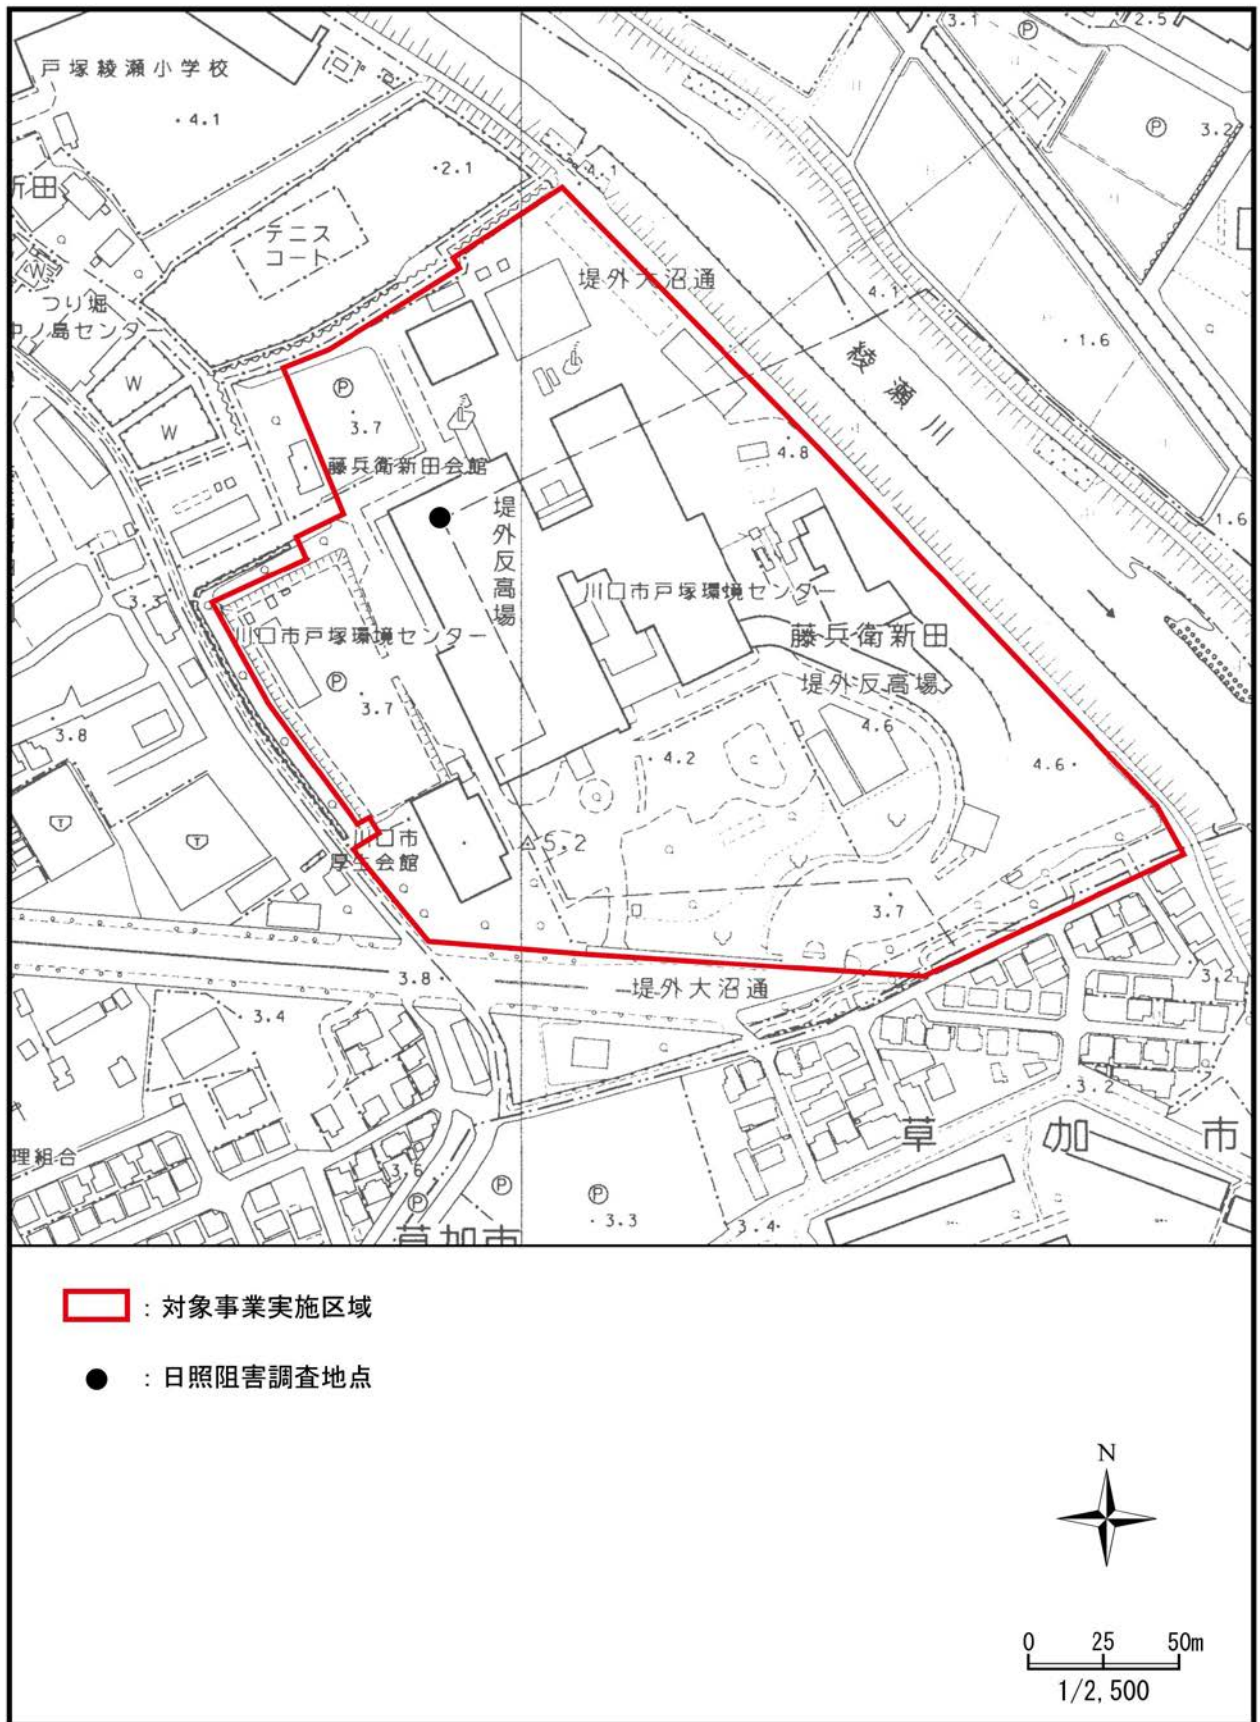 3.1
Ⓟ
2.5
戸塚綾瀬小学校
4.1
Ⓟ
3.2
2.1
4.1
新田
テニス
コート
堤外大沼通
4.1
W
つり堀
中ノ島センター
1.6
綾瀬川
W
Ⓟ
3.7
W
4.8
藤兵衛新田会館
堤外反高場
1.6
川口市戸塚環境センター
3.3
川口市戸塚環境センター
藤兵衛新田
堤外反高場
Ⓟ
3.7
4.6
3.8
4.2
4.6
T
T
川口市
厚生会館
5.2
3.7
3.8
堤外大沼通
3.2
3.4
3.2
草加市
理組合
3.6
Ⓟ
Ⓟ
Ⓟ
3.3
3.4
草加市
：対象事業実施区域
：日照阻害調査地点
N
0 25 50m
1/2,500